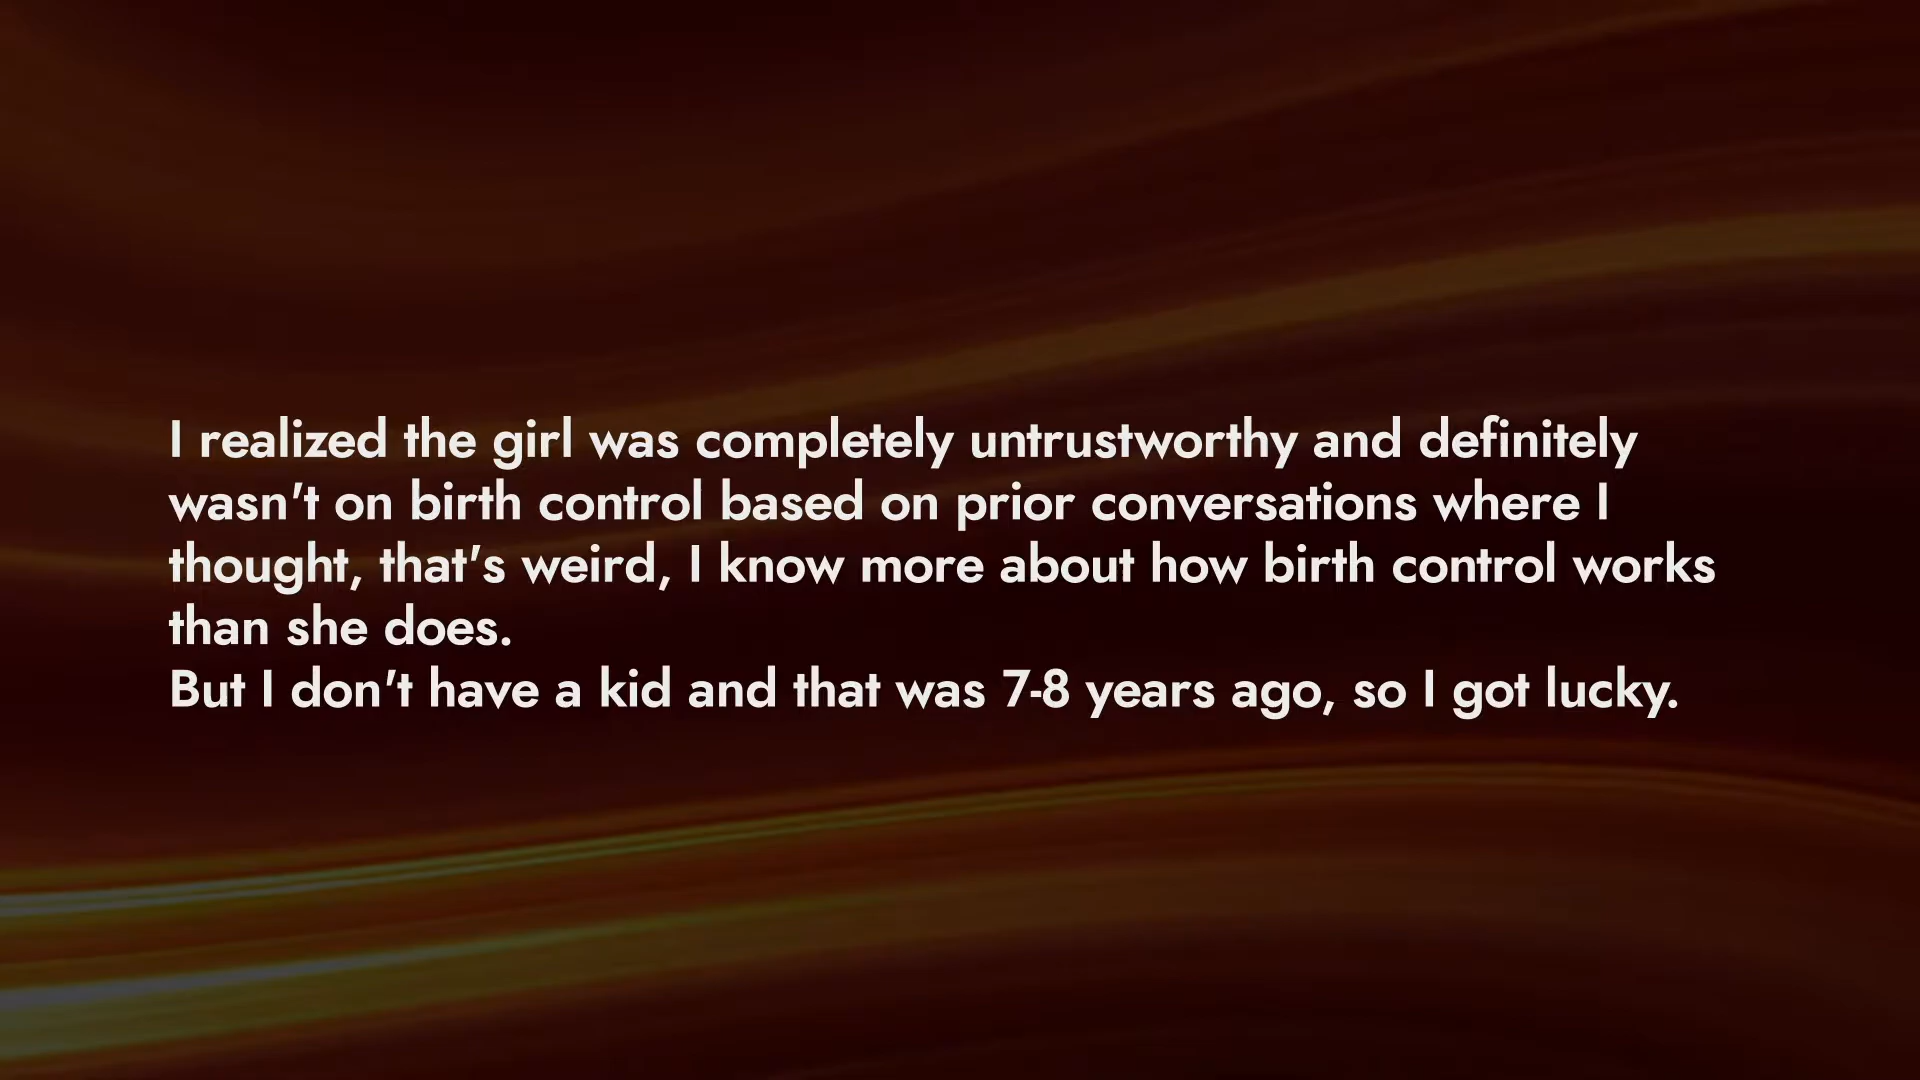 I realized the girl was completely untrustworthy and definitely
wasn't on birth control based on prior conversations where I
thought, that's weird, I know more about how birth control works
than she does.
But I don't have a kid and that was 7-8 years ago, so I got lucky.